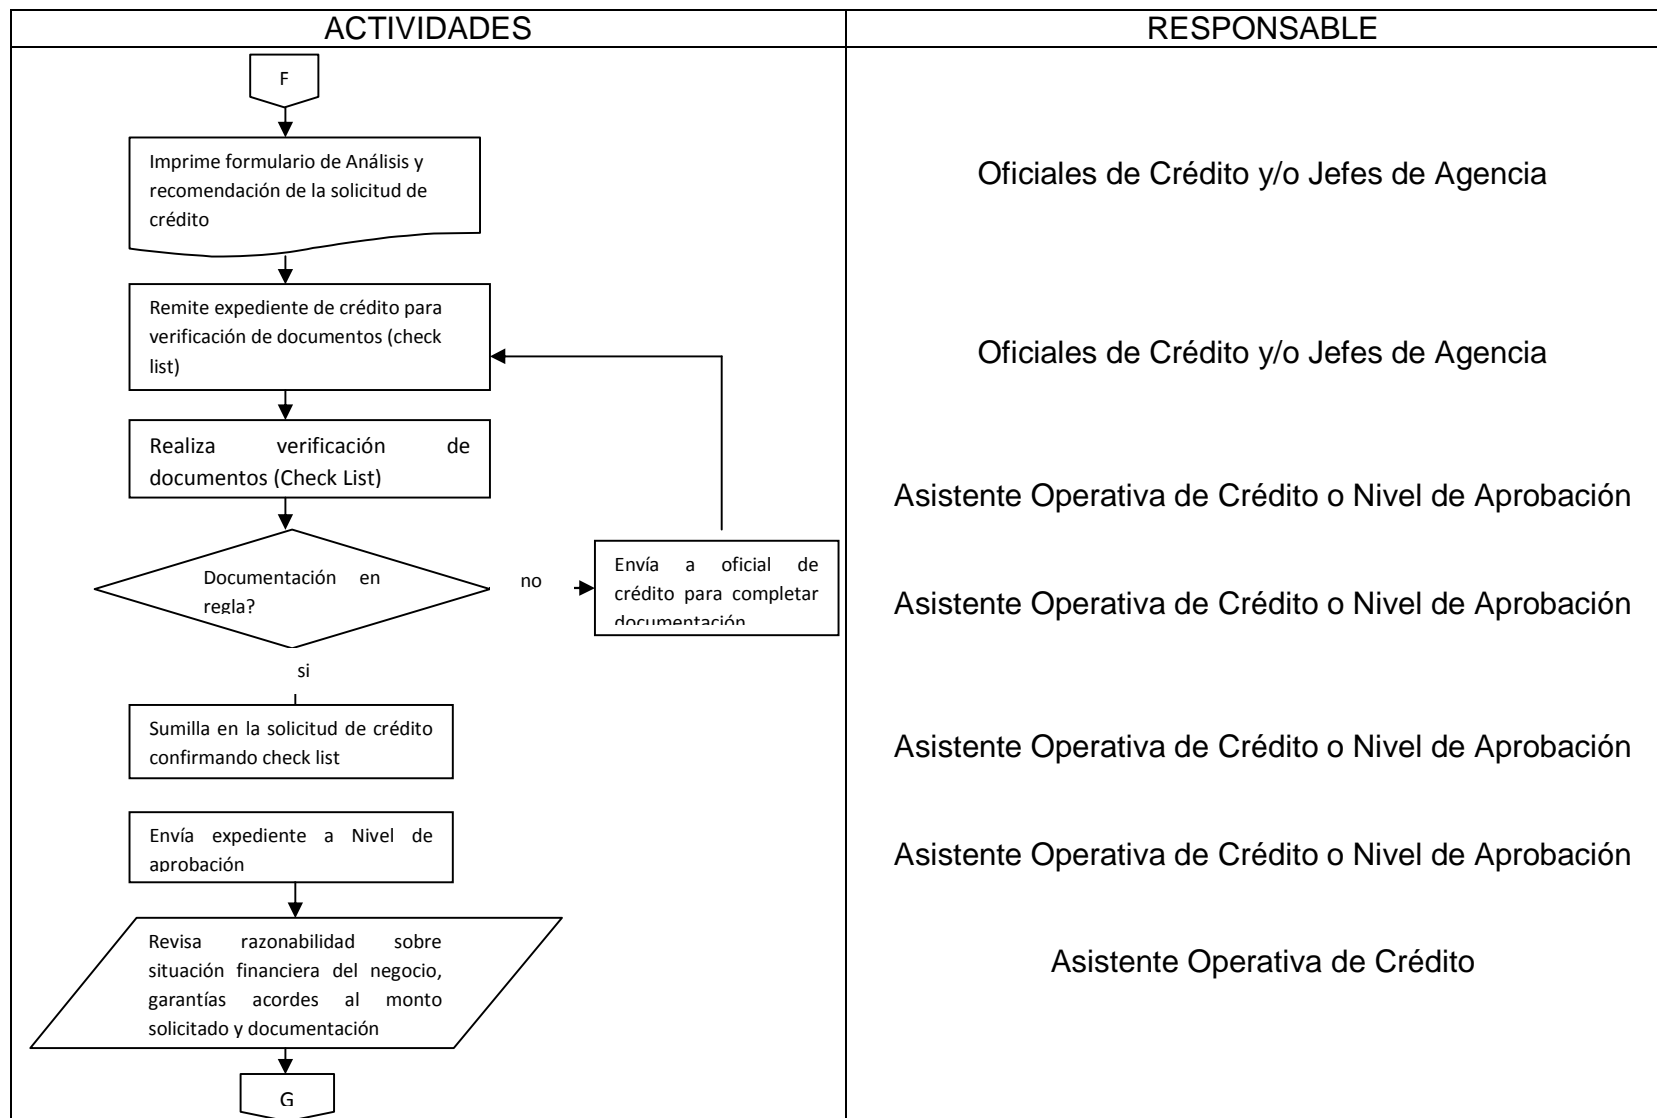 ACTIVIDADES
RESPONSABLE
F
Imprime formulario de Análisis y
recomendación de la solicitud de
crédito
Oficiales de Crédito y/o Jefes de Agencia
Remite expediente de crédito para
verificación de documentos (check
list)
Oficiales de Crédito y/o Jefes de Agencia
Realiza verificación de
documentos (Check List)
Asistente Operativa de Crédito o Nivel de Aprobación
Documentación en
regla?
no
Envía a oficial de
crédito para completar
documentación
Asistente Operativa de Crédito o Nivel de Aprobación
si
Sumilla en la solicitud de crédito
confirmando check list
Asistente Operativa de Crédito o Nivel de Aprobación
Envía expediente a Nivel de
aprobación
Asistente Operativa de Crédito o Nivel de Aprobación
Revisa razonabilidad sobre
situación financiera del negocio,
garantías acordes al monto
solicitado y documentación
Asistente Operativa de Crédito
G